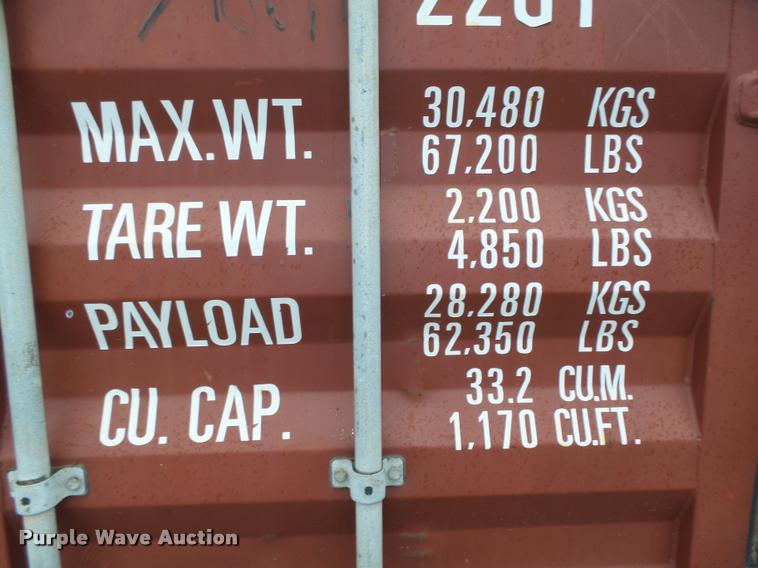 22G1
MAX.WT. 30,480 KGS
67,200 LBS
TARE WT. 2,200 KGS
4,850 LBS
PAYLOAD 28,280 KGS
62,350 LBS
CU. CAP. 33.2 CU.M.
1,170 CU.FT.
Purple Wave Auction